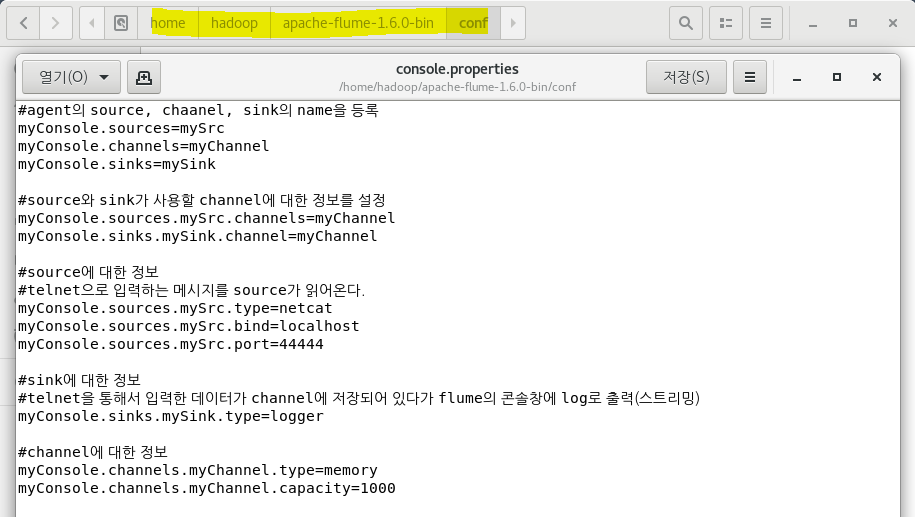 home hadoop apache-flume-1.6.0-bin conf
열기(O) console.properties 저장(S)
/home/hadoop/apache-flume-1.6.0-bin/conf
#agent의 source, chaanel, sink의 name을 등록
myConsole.sources=mySrc
myConsole.channels=myChannel
myConsole.sinks=mySink
#source와 sink가 사용할 channel에 대한 정보를 설정
myConsole.sources.mySrc.channels=myChannel
myConsole.sinks.mySink.channel=myChannel
#source에 대한 정보
#telnet으로 입력하는 메시지를 source가 읽어온다.
myConsole.sources.mySrc.type=netcat
myConsole.sources.mySrc.bind=localhost
myConsole.sources.mySrc.port=44444
#sink에 대한 정보
#telnet을 통해서 입력한 데이터가 channel에 저장되어 있다가 flume의 콘솔창에 log로 출력(스트리밍)
myConsole.sinks.mySink.type=logger
#channel에 대한 정보
myConsole.channels.myChannel.type=memory
myConsole.channels.myChannel.capacity=1000